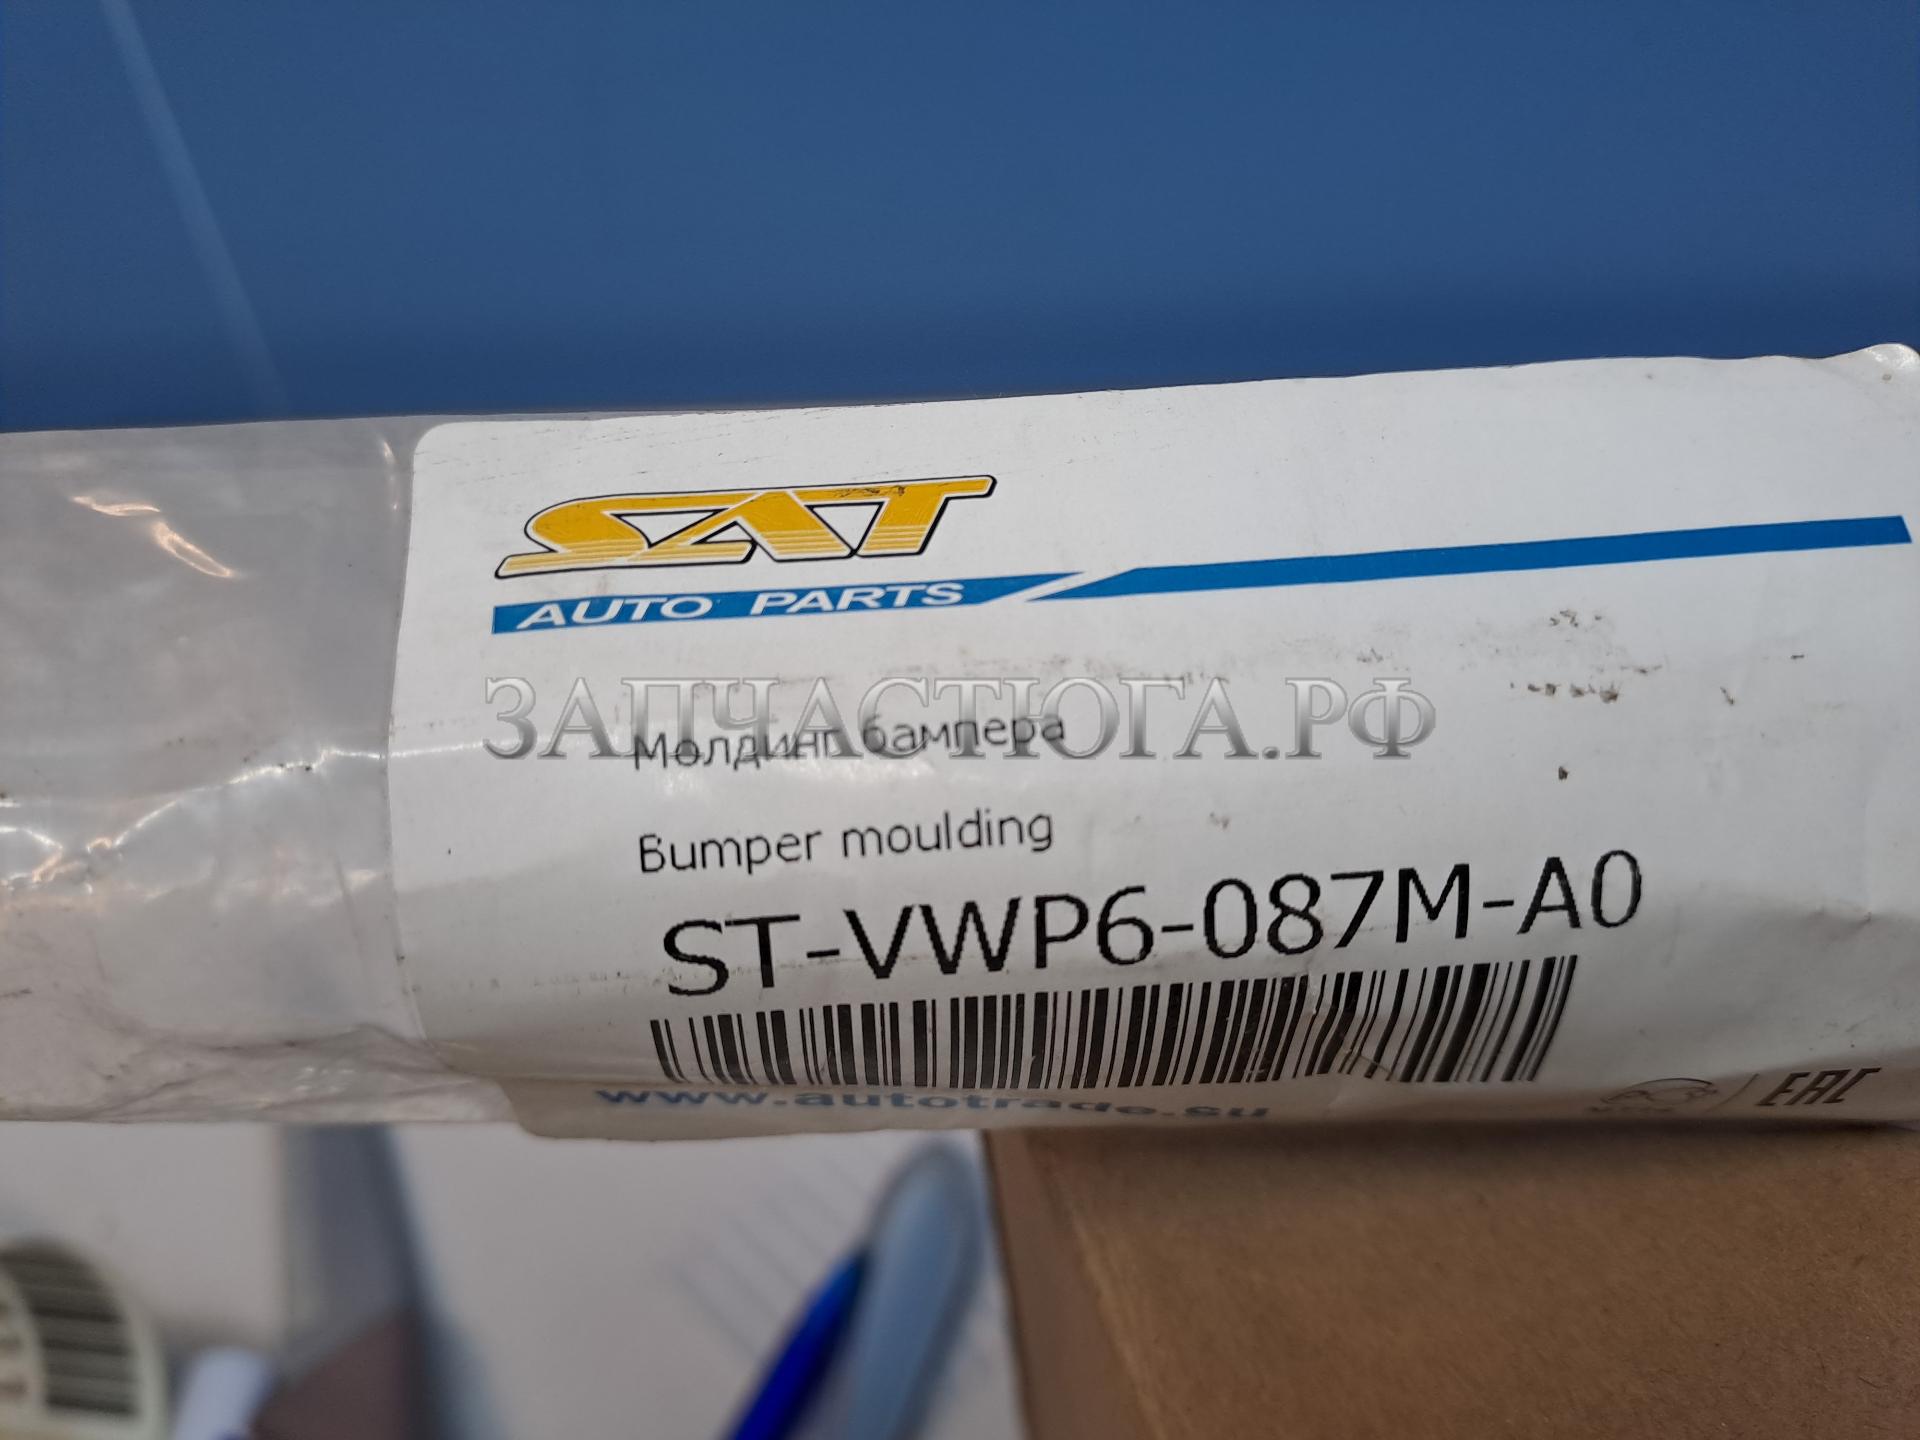 SAT
AUTO PARTS
ЗАПЧАСТЮГА.РФ
Молдинг бампера
Bumper moulding
ST-VWP6-087M-A0
www.autotrade.su
EAC